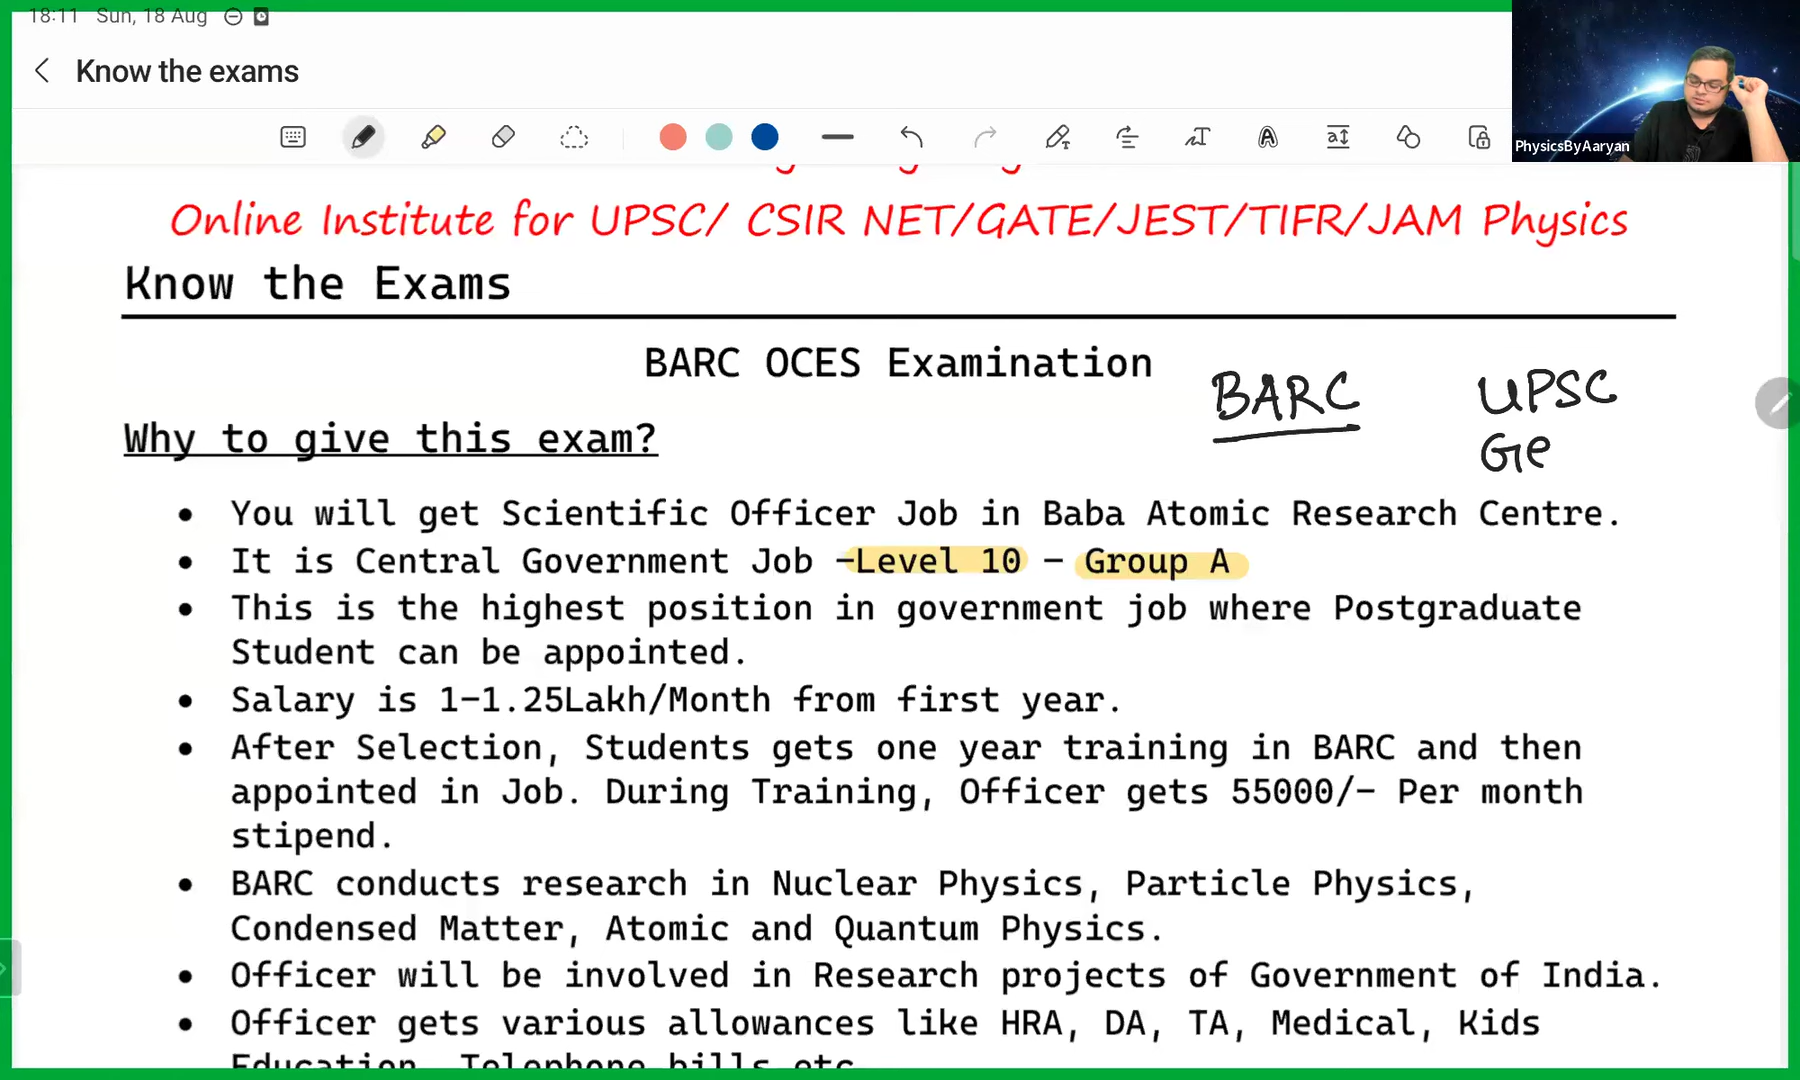 18:11 Sun, 18 Aug
Know the exams
PhysicsByAaryan
Online Institute for UPSC/ CSIR NET/GATE/JEST/TIFR/JAM Physics
Know the Exams
BARC OCES Examination
BARC
UPSC
Ge
Why to give this exam?
• You will get Scientific Officer Job in Baba Atomic Research Centre.
• It is Central Government Job –Level 10 – Group A
• This is the highest position in government job where Postgraduate
Student can be appointed.
• Salary is 1–1.25Lakh/Month from first year.
• After Selection, Students gets one year training in BARC and then
appointed in Job. During Training, Officer gets 55000/– Per month
stipend.
• BARC conducts research in Nuclear Physics, Particle Physics,
Condensed Matter, Atomic and Quantum Physics.
• Officer will be involved in Research projects of Government of India.
• Officer gets various allowances like HRA, DA, TA, Medical, Kids
Education, Telephone bills etc